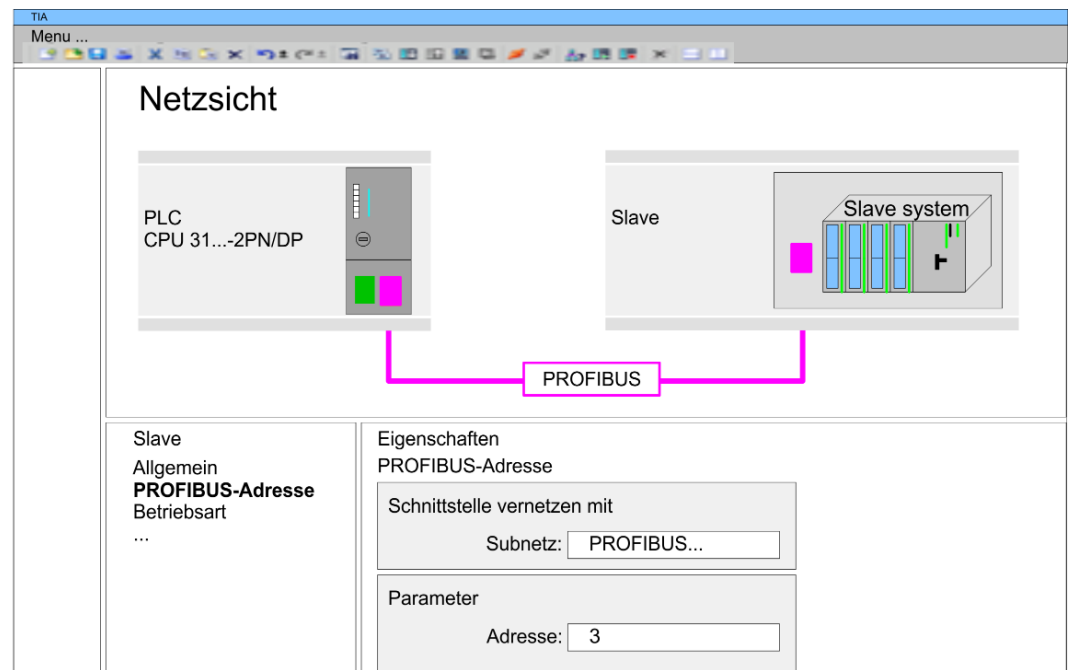 TIA
Menu ...
Netzsicht
PLC
CPU 31...-2PN/DP
Slave
Slave system
PROFIBUS
Slave
Allgemein
PROFIBUS-Adresse
Betriebsart
...
Eigenschaften
PROFIBUS-Adresse
Schnittstelle vernetzen mit
Subnetz: PROFIBUS...
Parameter
Adresse: 3